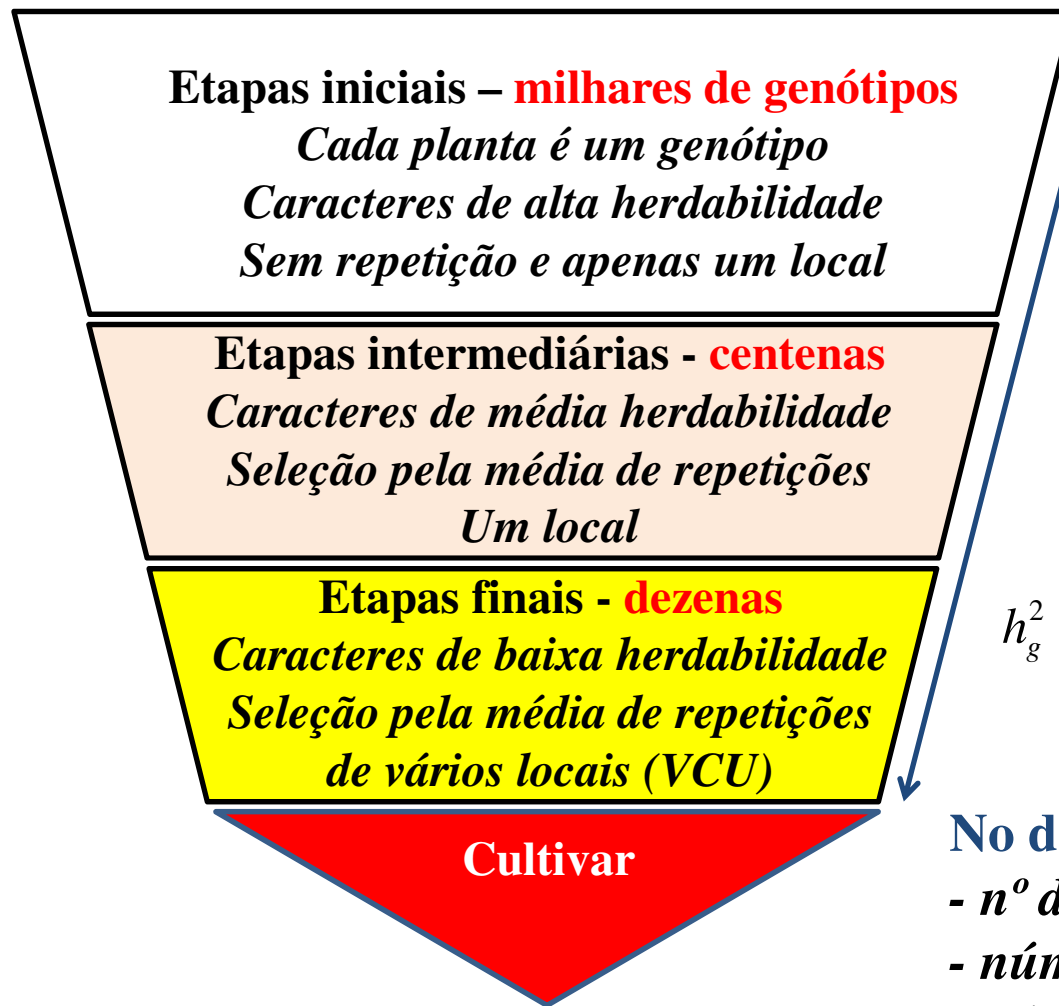 Etapas iniciais – milhares de genótipos
Cada planta é um genótipo
Caracteres de alta herdabilidade
Sem repetição e apenas um local
Etapas intermediárias - centenas
Caracteres de média herdabilidade
Seleção pela média de repetições
Um local
Etapas finais - dezenas
Caracteres de baixa herdabilidade
Seleção pela média de repetições
de vários locais (VCU)
Cultivar
h²g
No d
- nº d
- núm